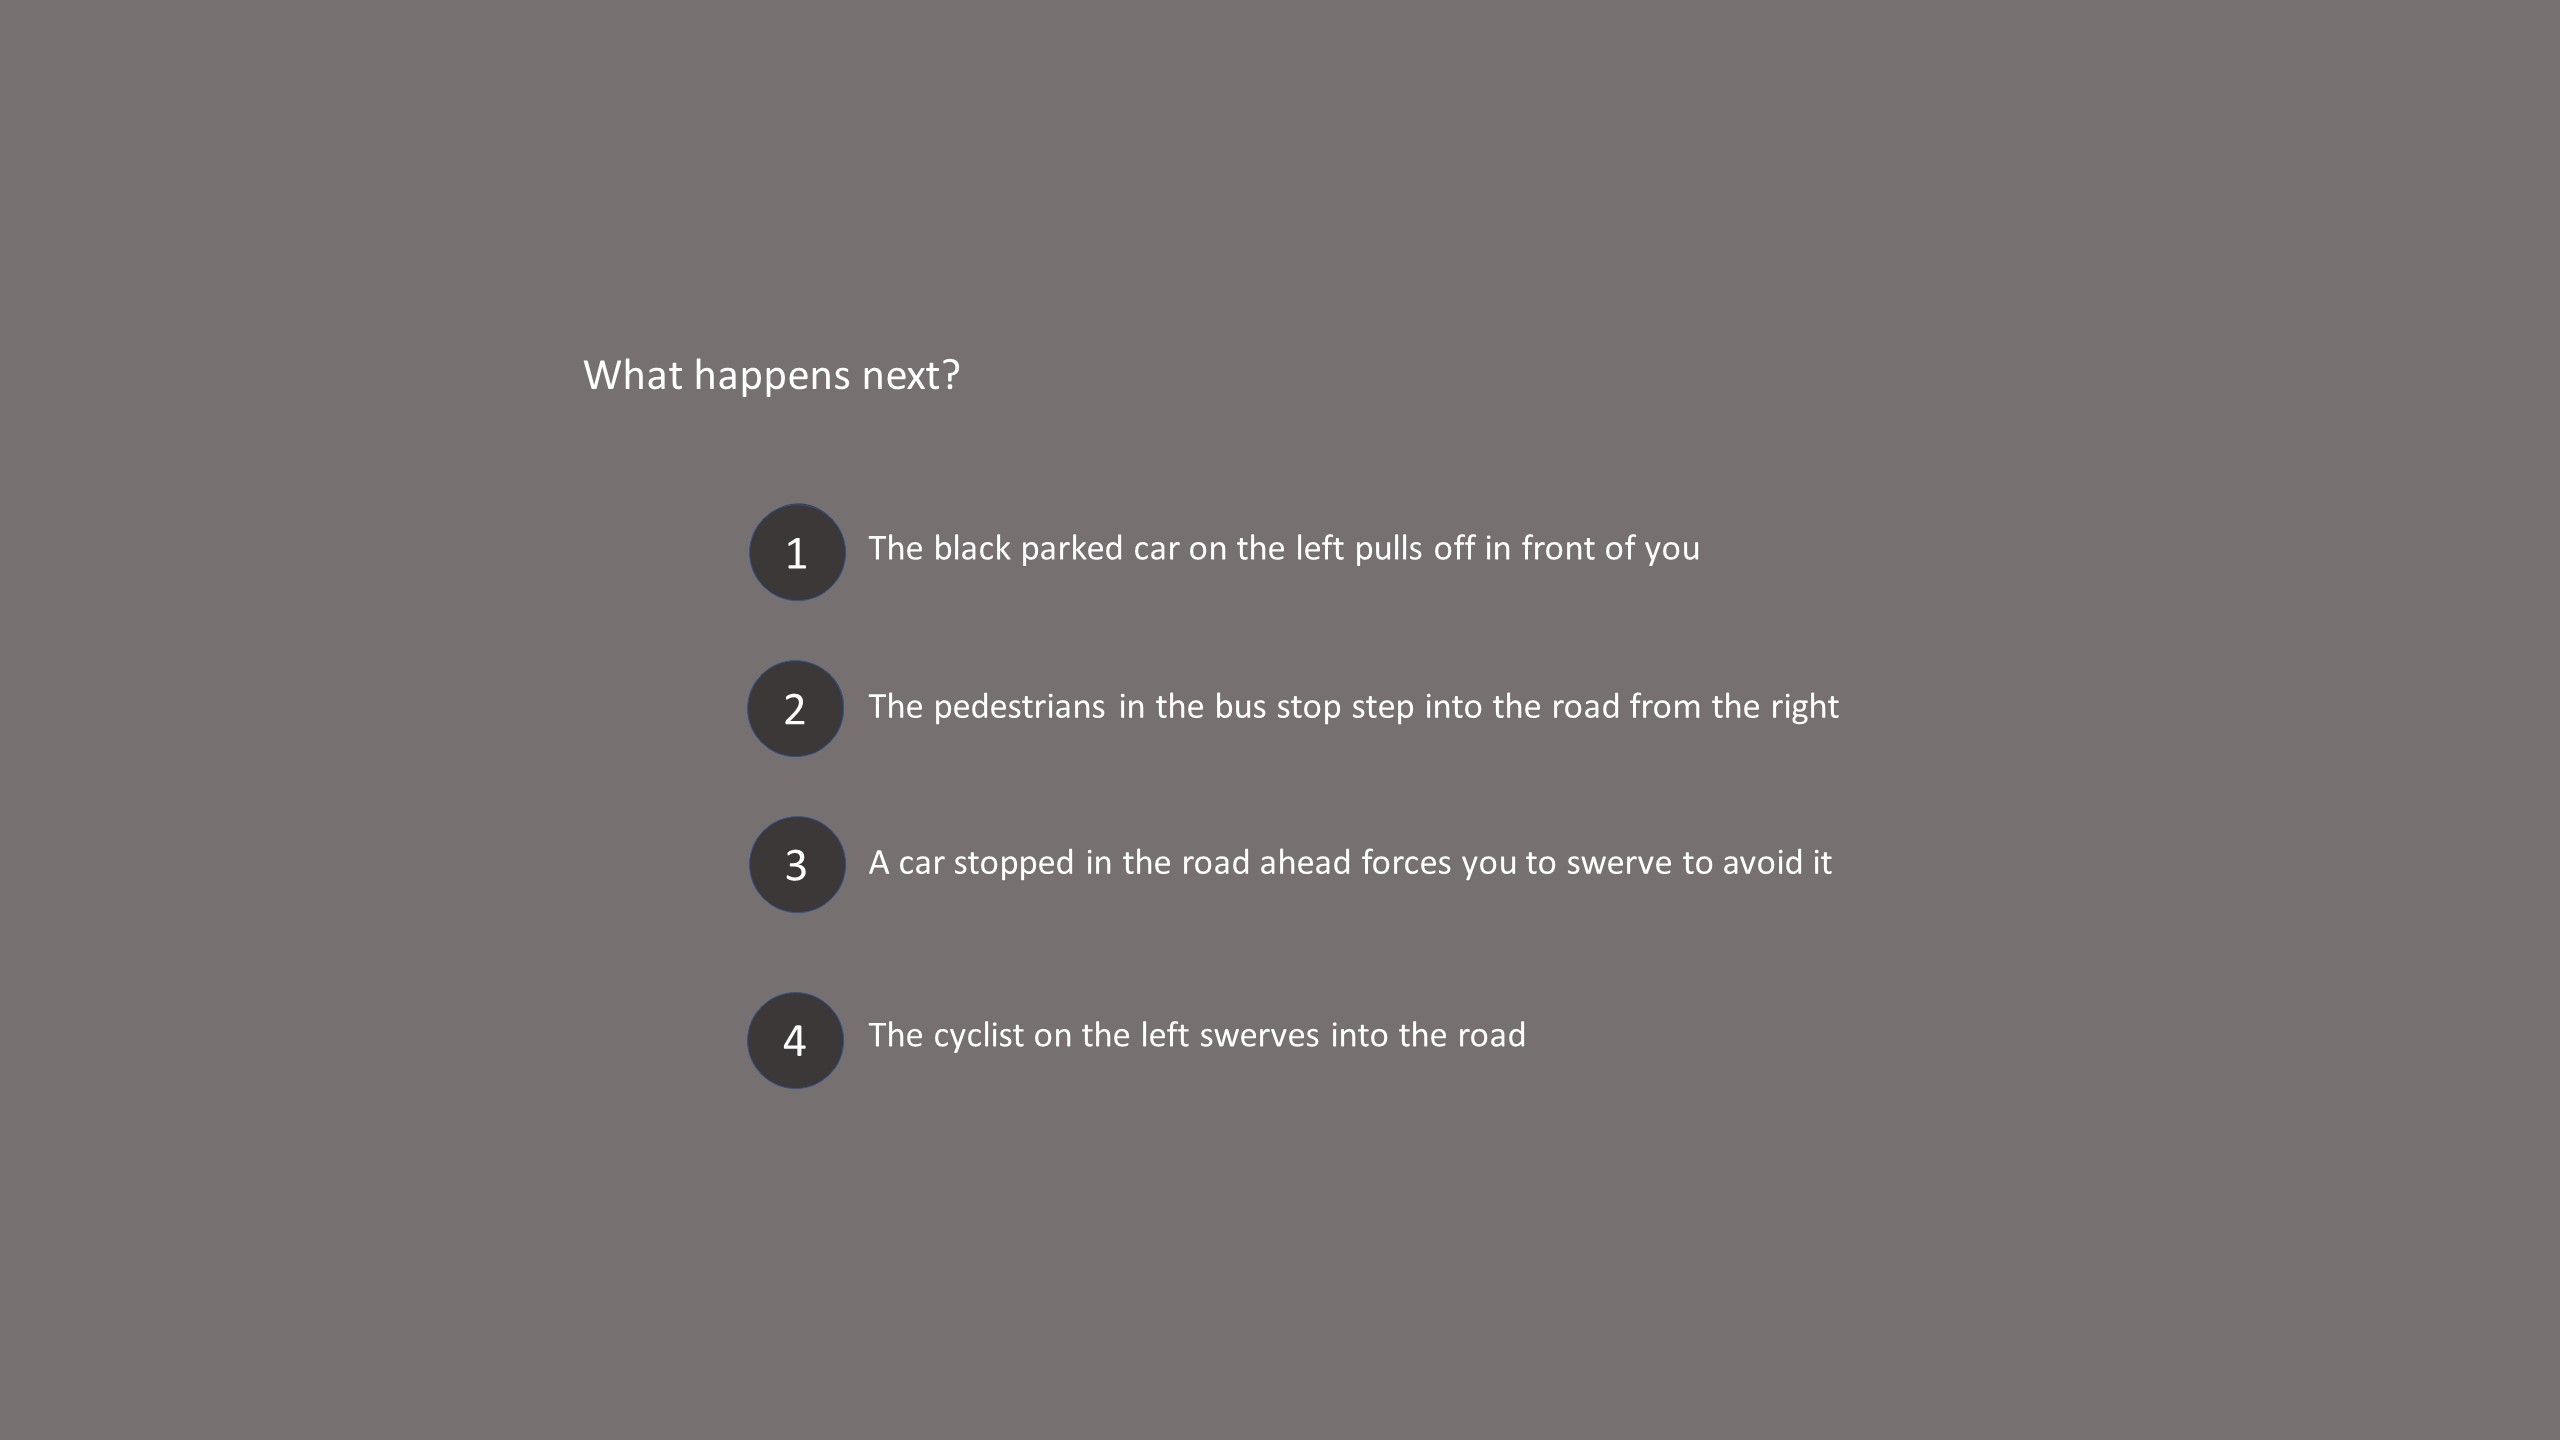 What happens next?
1 The black parked car on the left pulls off in front of you
2 The pedestrians in the bus stop step into the road from the right
3 A car stopped in the road ahead forces you to swerve to avoid it
4 The cyclist on the left swerves into the road